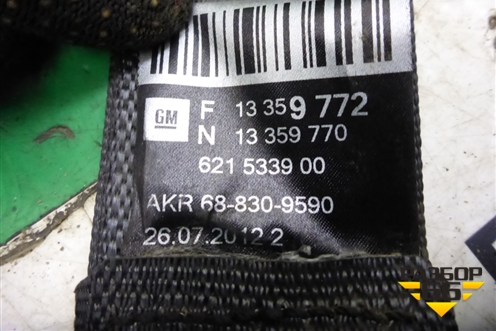 GM
F 13 359 772
N 13 359 770
621 5339 00
AKR 68-830-9590
26.07.2012 2